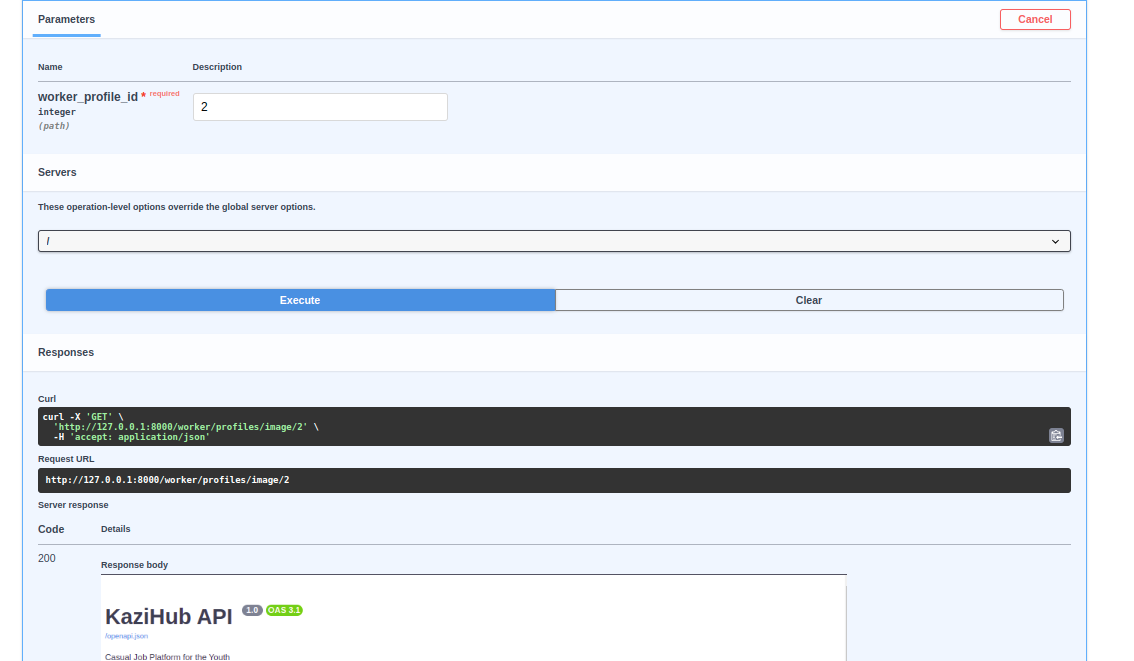 Parameters
Cancel
Name Description
worker_profile_id * required
integer
(path)
2
Servers
These operation-level options override the global server options.
/
Execute Clear
Responses
Curl
curl -X 'GET' \
'http://127.0.0.1:8000/worker/profiles/image/2' \
-H 'accept: application/json'
Request URL
http://127.0.0.1:8000/worker/profiles/image/2
Server response
Code Details
200
Response body
KaziHub API 1.0 OAS 3.1
/openapi.json
Casual Job Platform for the Youth